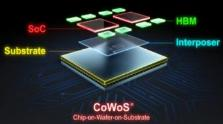 HBM
SoC
Interposer
Substrate
CoWoS®
Chip-on-Wafer-on-Substrate